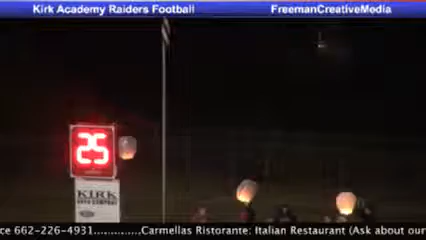 Kirk Academy Raiders Football FreemanCreativeMedia
25
KIRK
ce 662-226-4931..............Carmellas Ristorante: Italian Restaurant (Ask about our